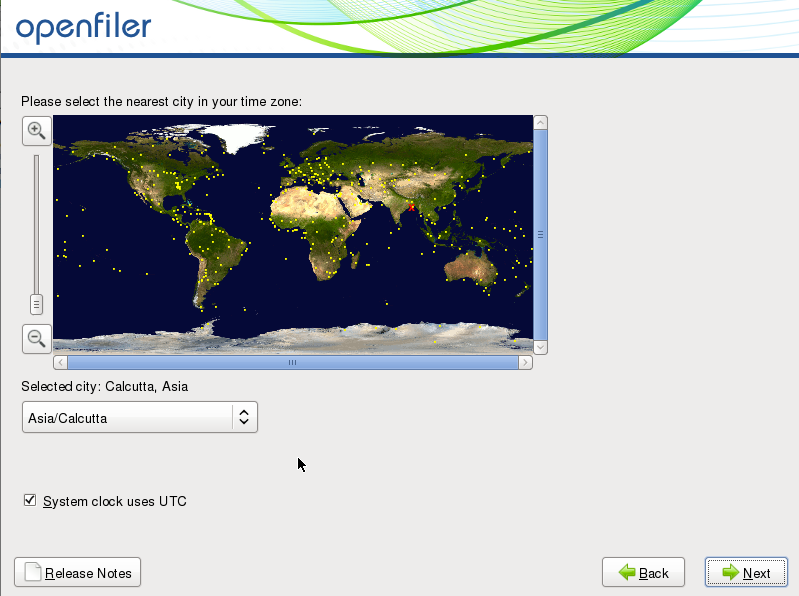 openfiler
Please select the nearest city in your time zone:
Selected city: Calcutta, Asia
Asia/Calcutta
System clock uses UTC
Release Notes
Back
Next